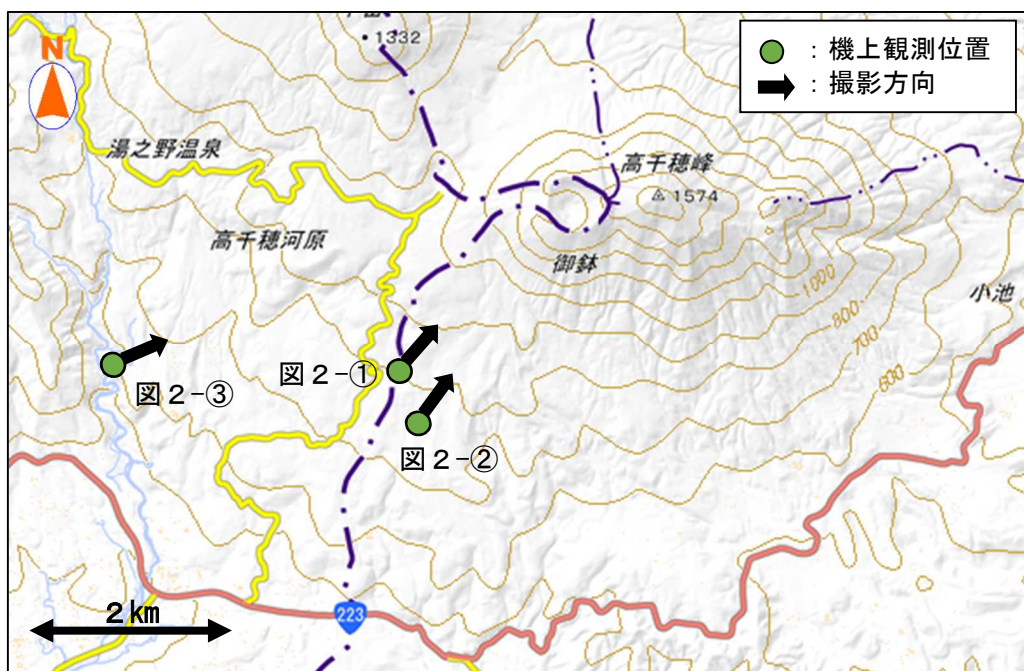 ・1332
N
：機上観測位置
：撮影方向
湯之野温泉
高千穂峰
1574
高千穂河原
御鉢
1000
小池
800
700
600
図２-①
図２-③
図２-②
２km
223